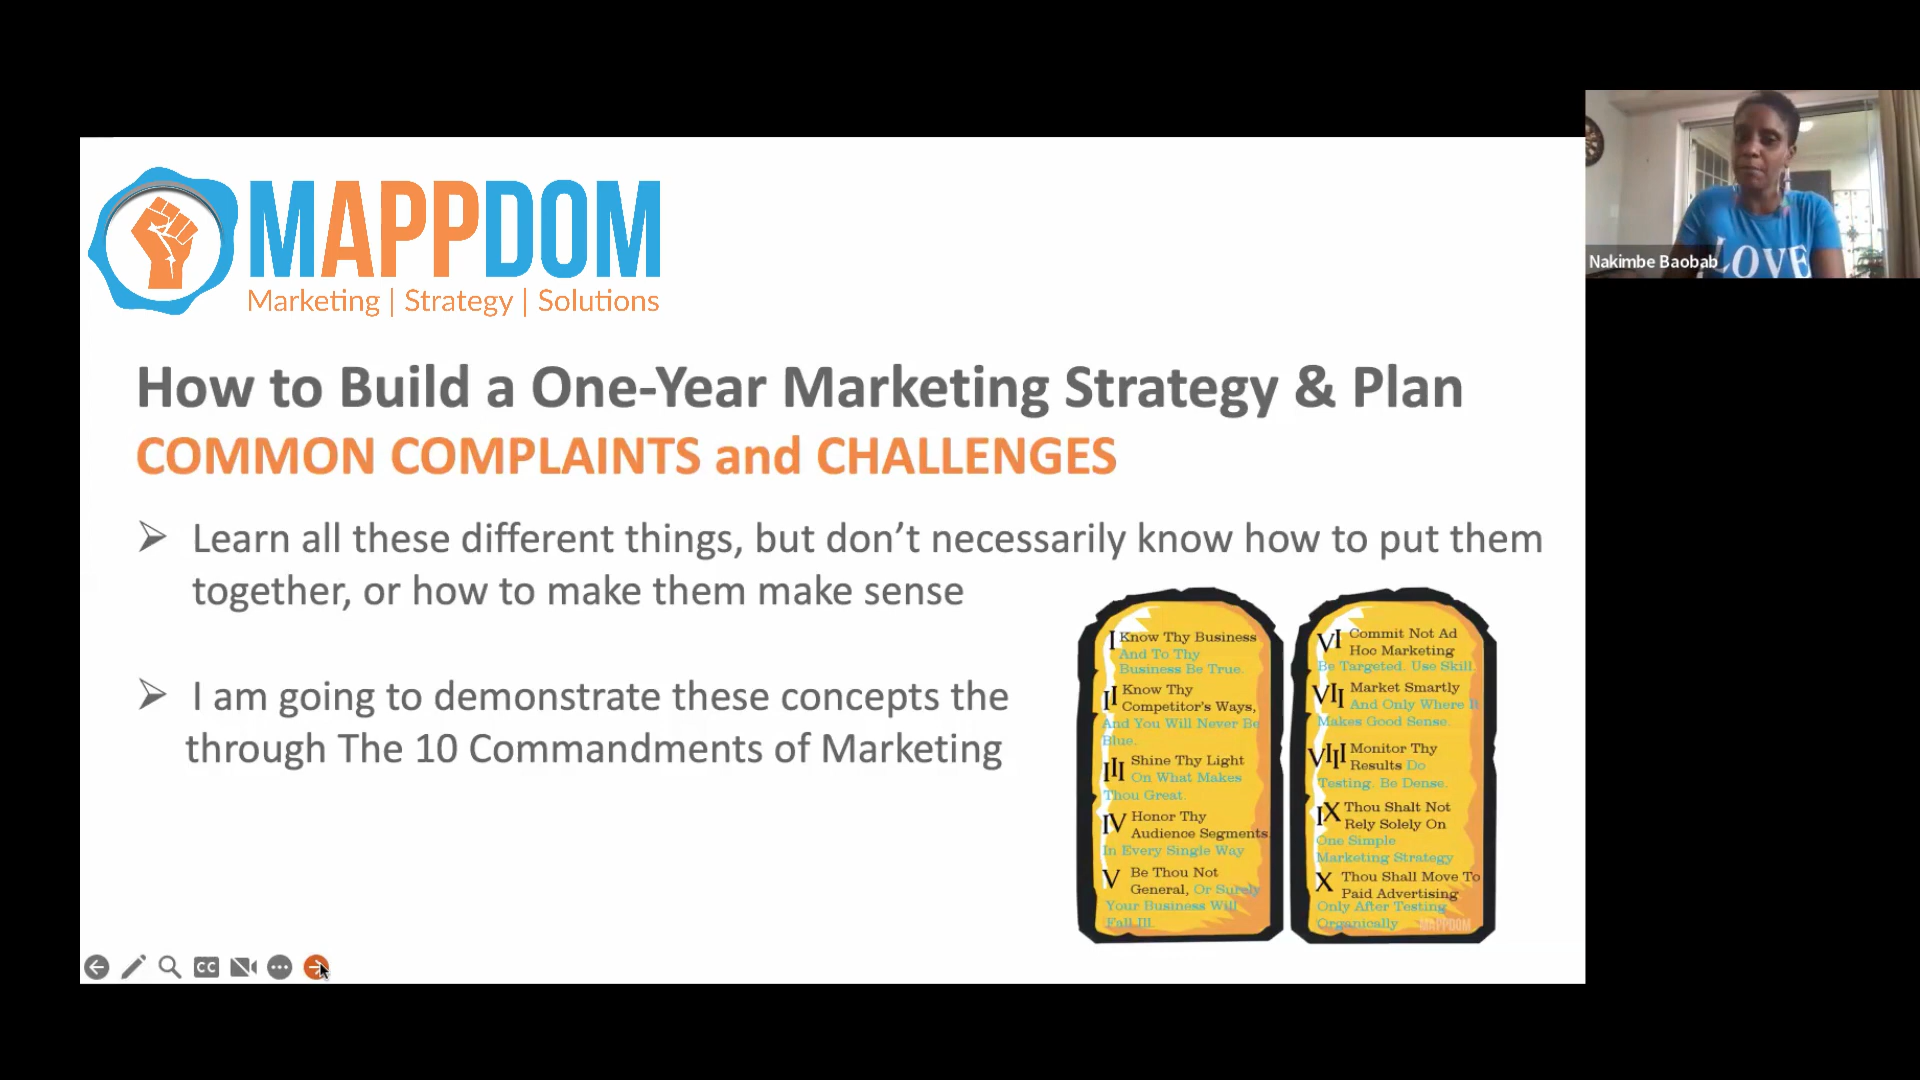 MAPPDOM
Marketing | Strategy | Solutions
How to Build a One-Year Marketing Strategy & Plan
COMMON COMPLAINTS and CHALLENGES
➢ Learn all these different things, but don’t necessarily know how to put them
together, or how to make them make sense
➢ I am going to demonstrate these concepts the
through The 10 Commandments of Marketing
I Know Thy Business
And To Thy
Business Be True.
II Know Thy
Competitor's Ways,
And You Will Never Be
Blue.
III Shine Thy Light
On What Makes
Thou Great.
IV Honor Thy
Audience Segments
In Every Single Way
V Be Thou Not
General, Or Surely
Your Business Will
Fall Ill.
VI Commit Not Ad
Hoc Marketing
Be Targeted. Use Skill.
VII Market Smartly
And Only Where It
Makes Good Sense.
VIII Monitor Thy
Results Do
Testing. Be Dense.
IX Thou Shalt Not
Rely Solely On
One Simple
Marketing Strategy
X Thou Shall Move To
Paid Advertising
Only After Testing
Organically
MAPPDOM
CC
Nakimbe Baobab
LOVE